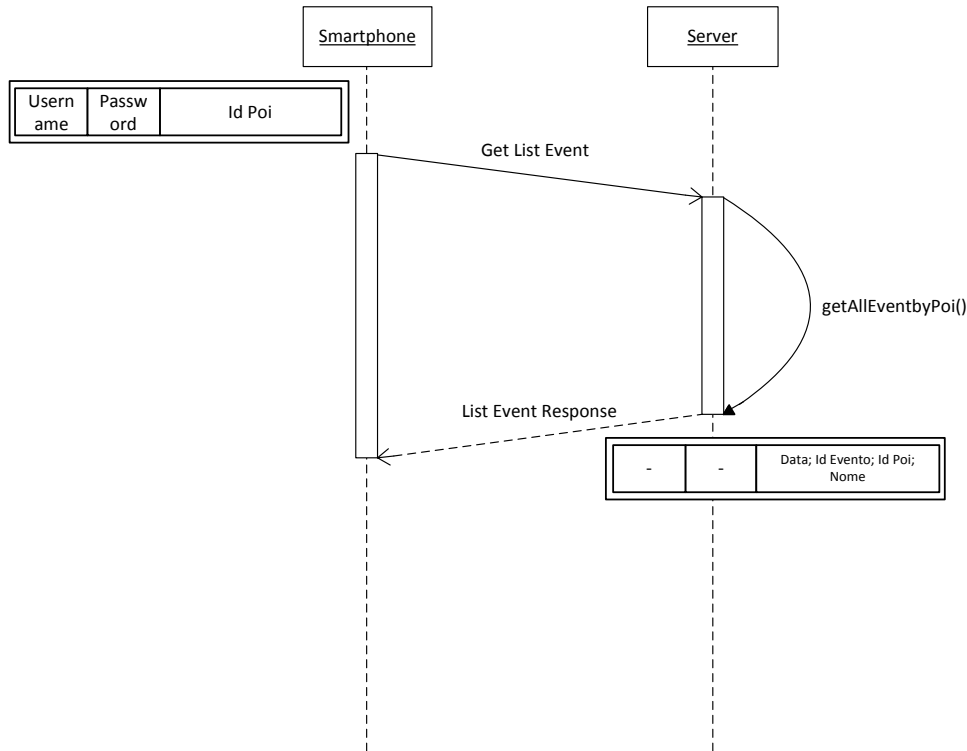 Smartphone
Server
Usern
ame
Passw
ord
Id Poi
Get List Event
getAllEventbyPoi()
List Event Response
-
-
Data; Id Evento; Id Poi;
Nome